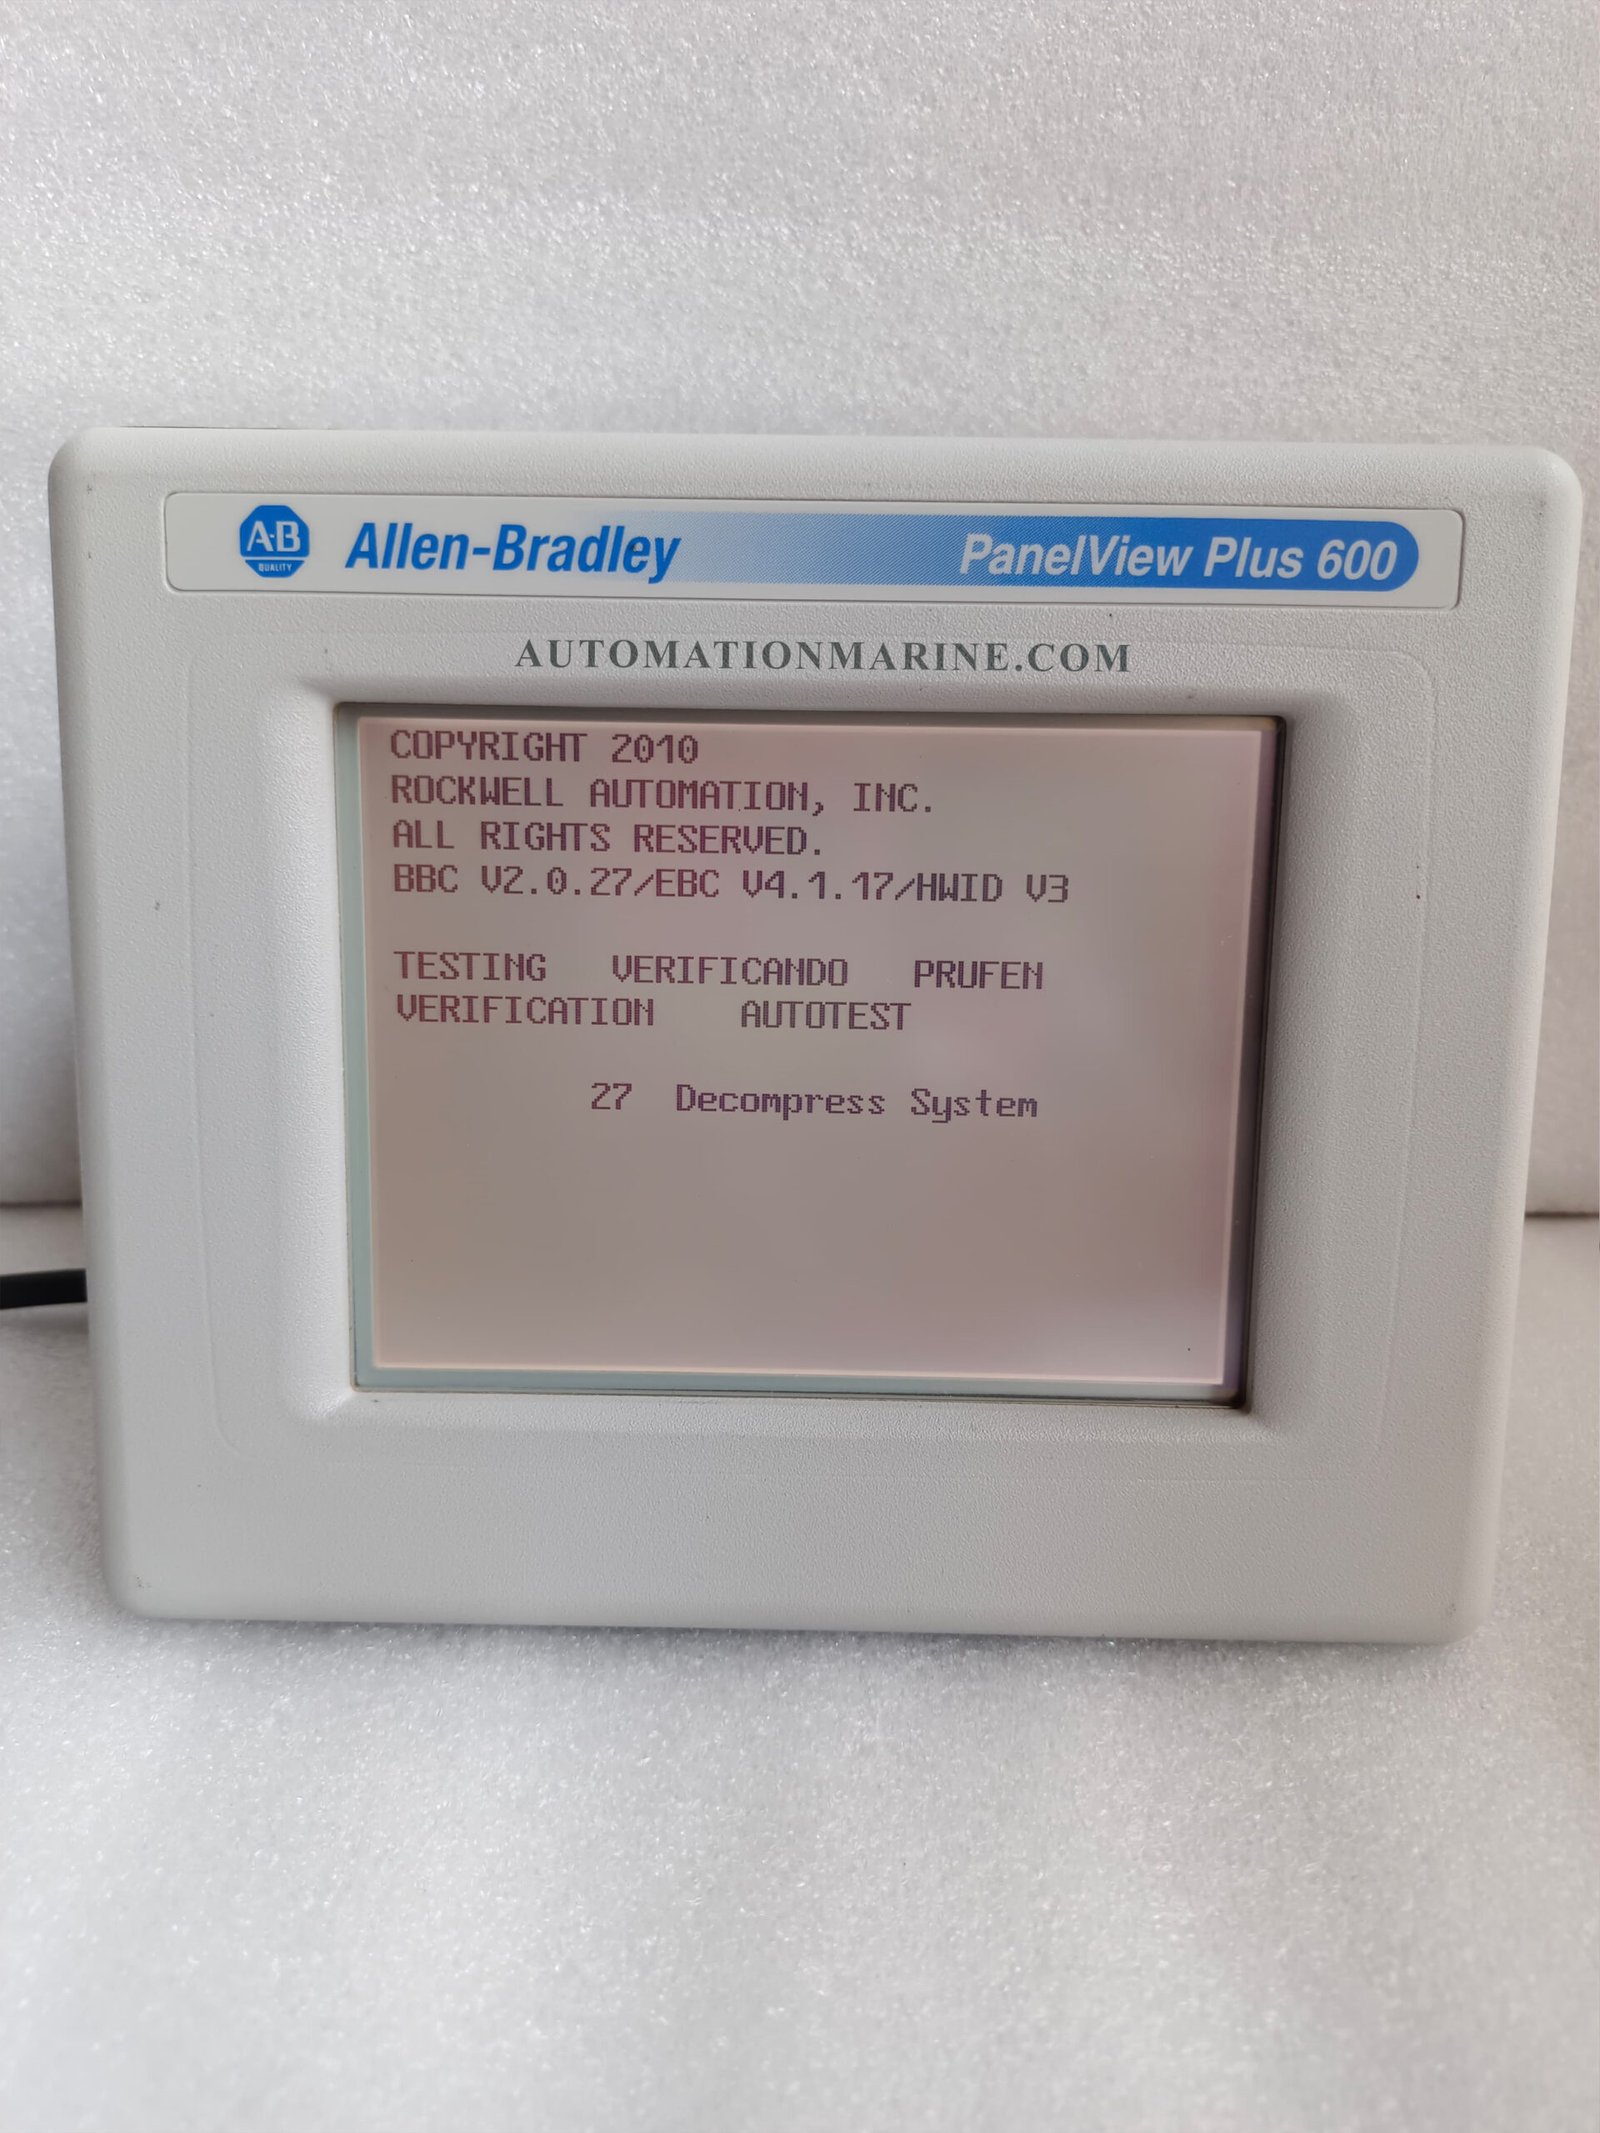 A·B
QUALITY
Allen-Bradley
PanelView Plus 600
AUTOMATIONMARINE.COM
COPYRIGHT 2010
ROCKWELL AUTOMATION, INC.
ALL RIGHTS RESERVED.
BBC V2.0.27/EBC V4.1.17/HWID V3
TESTING VERIFICANDO PRUFEN
VERIFICATION AUTOTEST
27 Decompress System